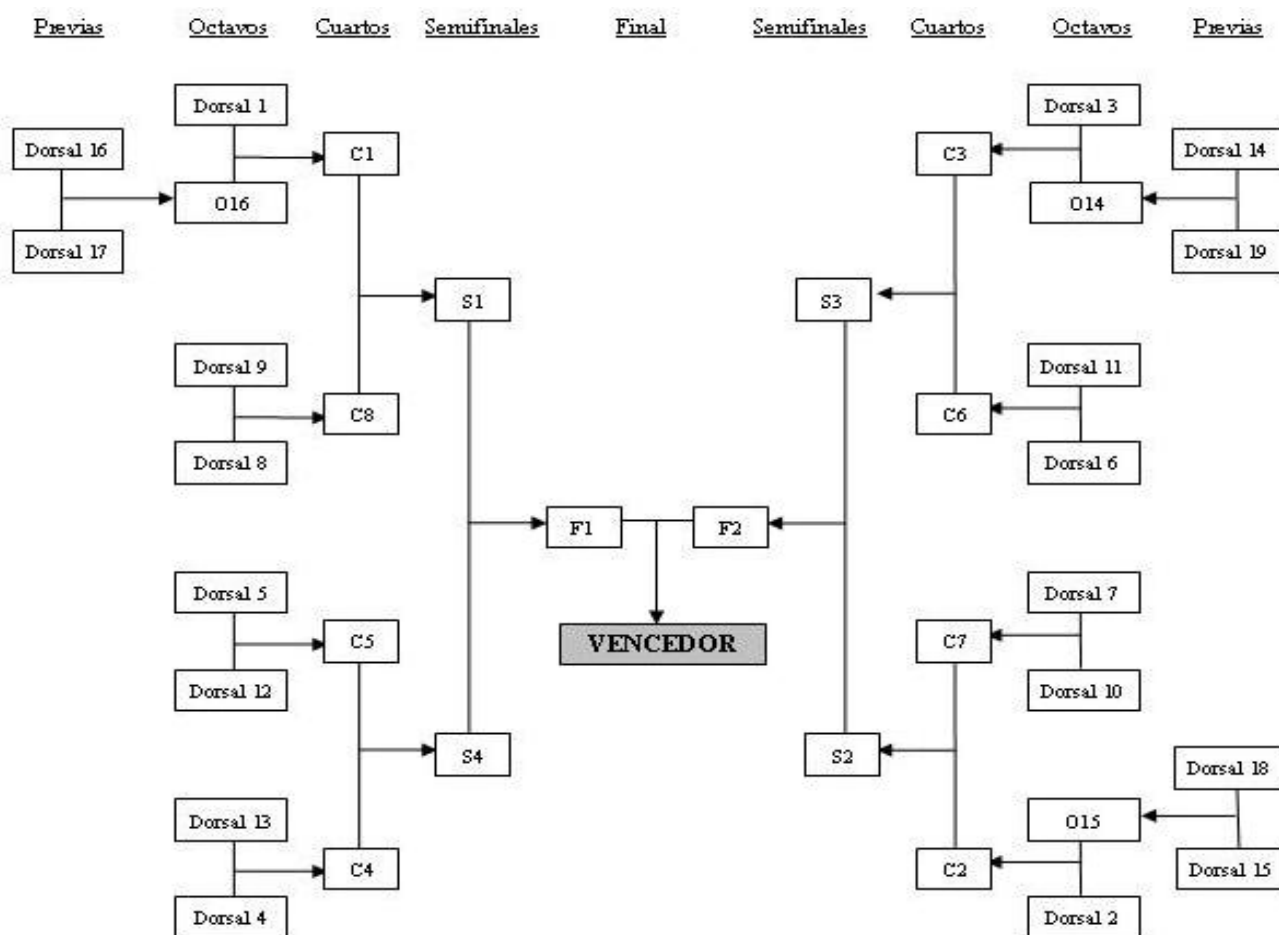 Previas Octavos Cuartos Semifinales Final Semifinales Cuartos Octavos Previas
Dorsal 1 Dorsal 3
Dorsal 16 C1 C3 Dorsal 14
O16 O14
Dorsal 17 Dorsal 19
S1 S3
Dorsal 9 Dorsal 11
C8 C6
Dorsal 8 Dorsal 6
F1 F2
Dorsal 5 Dorsal 7
C5 VENCEDOR C7
Dorsal 12 Dorsal 10
S4 S2
Dorsal 18
Dorsal 13 O15
C4 C2 Dorsal 15
Dorsal 4 Dorsal 2